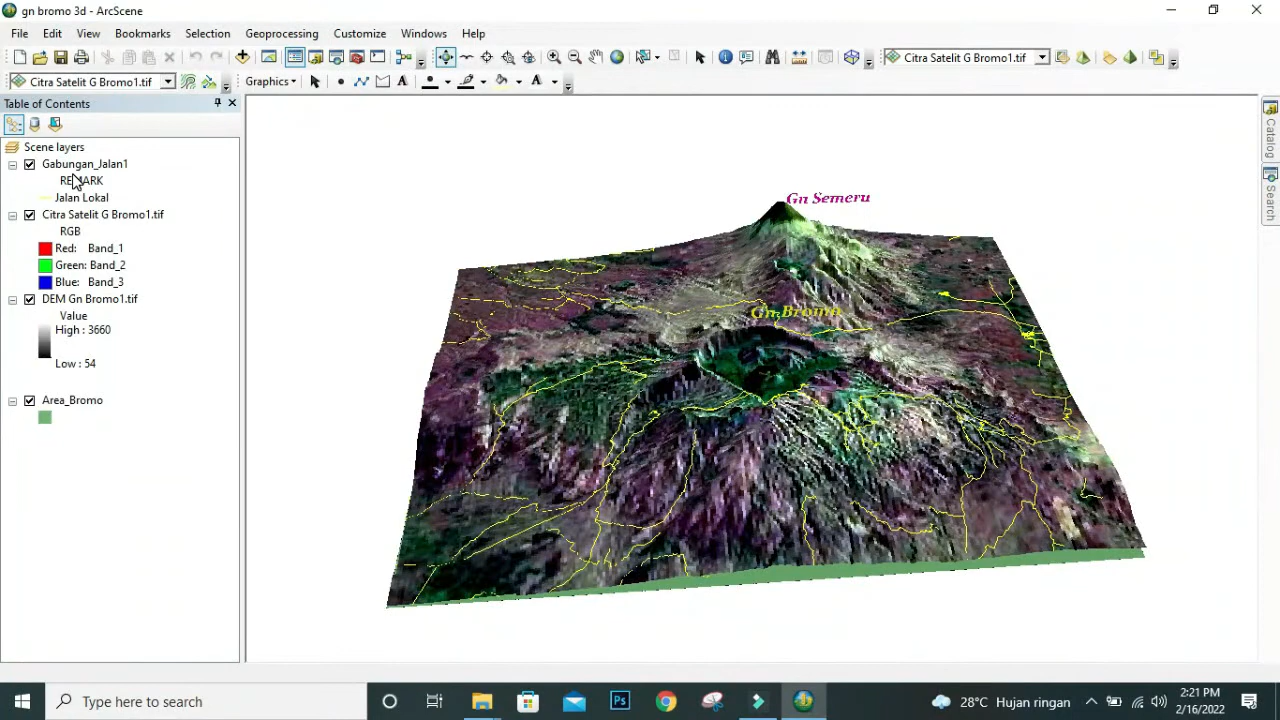 gn bromo 3d - ArcScene
File Edit View Bookmarks Selection Geoprocessing Customize Windows Help
Citra Satelit G Bromo1.tif
Citra Satelit G Bromo1.tif
Graphics
A
A
Table of Contents
Scene layers
Gabungan_Jalan1
REMARK
Jalan Lokal
Citra Satelit G Bromo1.tif
RGB
Red: Band_1
Green: Band_2
Blue: Band_3
DEM Gn Bromo1.tif
Value
High : 3660
Low : 54
Area_Bromo
Gn Semeru
Gn Bromo
Catalog
Search
Type here to search
Ps
28°C Hujan ringan
2:21 PM
2/16/2022